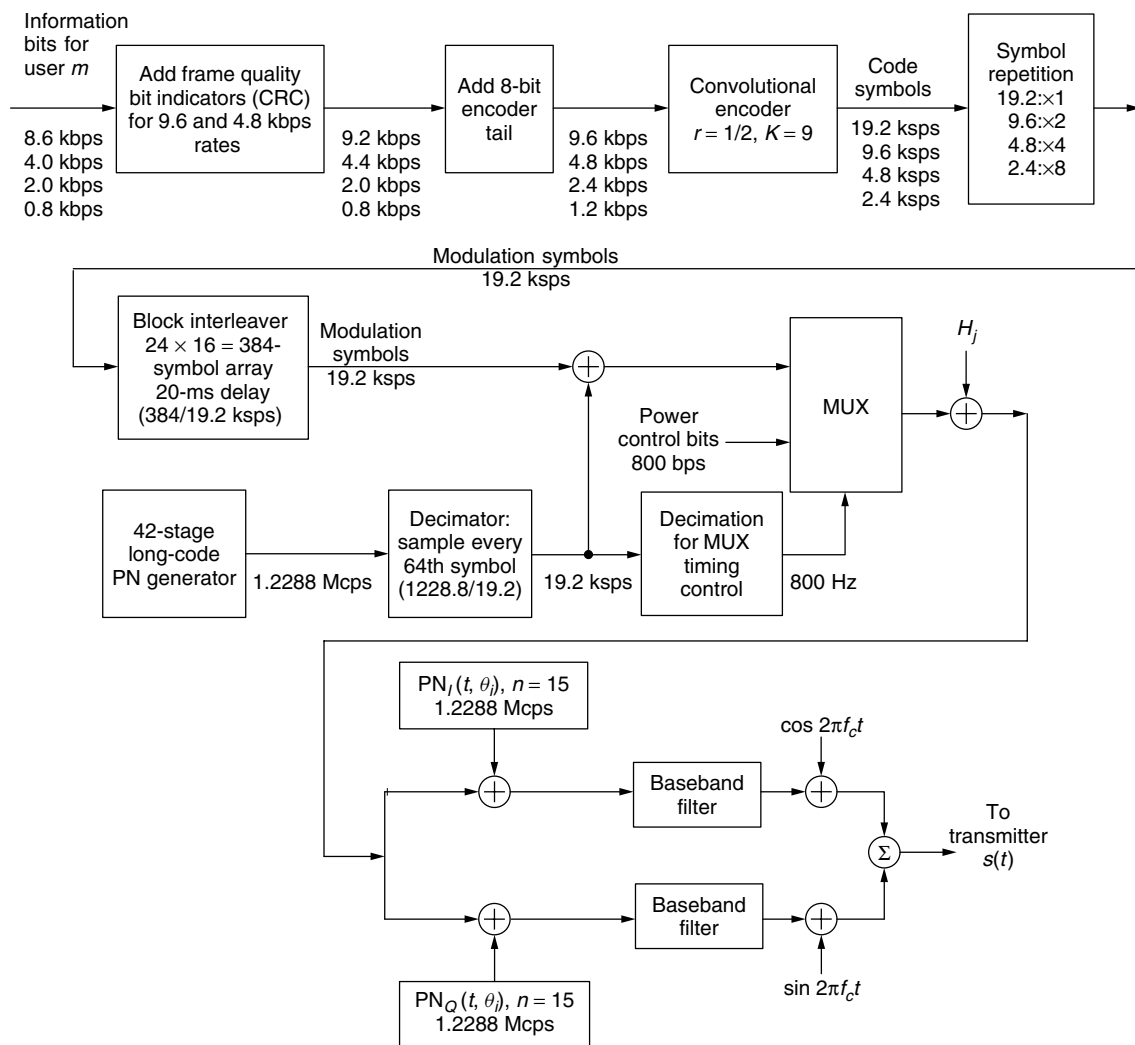 Information
bits for
user m
Add frame quality
bit indicators (CRC)
for 9.6 and 4.8 kbps
rates
8.6 kbps
4.0 kbps
2.0 kbps
0.8 kbps
9.2 kbps
4.4 kbps
2.0 kbps
0.8 kbps
Add 8-bit
encoder
tail
9.6 kbps
4.8 kbps
2.4 kbps
1.2 kbps
Convolutional
encoder
r = 1/2, K = 9
Code
symbols
19.2 ksps
9.6 ksps
4.8 ksps
2.4 ksps
Symbol
repetition
19.2:×1
9.6:×2
4.8:×4
2.4:×8
Modulation symbols
19.2 ksps
Block interleaver
24 × 16 = 384-
symbol array
20-ms delay
(384/19.2 ksps)
Modulation
symbols
19.2 ksps
+
Power
control bits
800 bps
MUX
H_j
+
42-stage
long-code
PN generator
1.2288 Mcps
Decimator:
sample every
64th symbol
(1228.8/19.2)
19.2 ksps
Decimation
for MUX
timing
control
800 Hz
PN_I(t, θ_i), n = 15
1.2288 Mcps
+
Baseband
filter
cos 2πf_ct
+
Σ
To
transmitter
s(t)
+
Baseband
filter
+
sin 2πf_ct
PN_Q(t, θ_i), n = 15
1.2288 Mcps